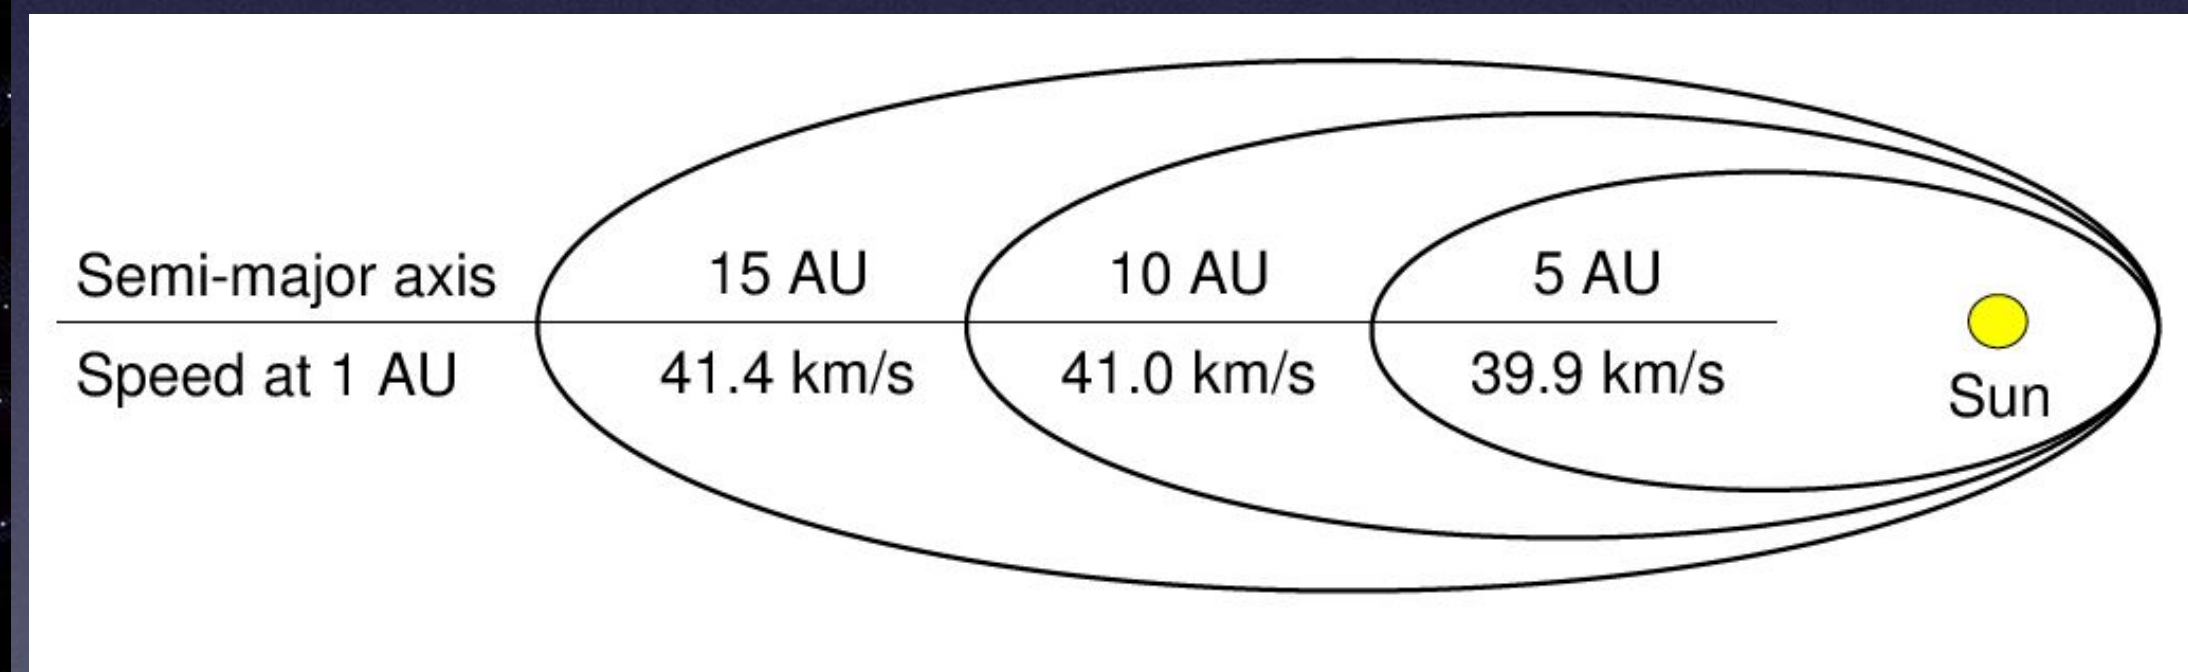 Semi-major axis 15 AU 10 AU 5 AU
Speed at 1 AU 41.4 km/s 41.0 km/s 39.9 km/s
Sun